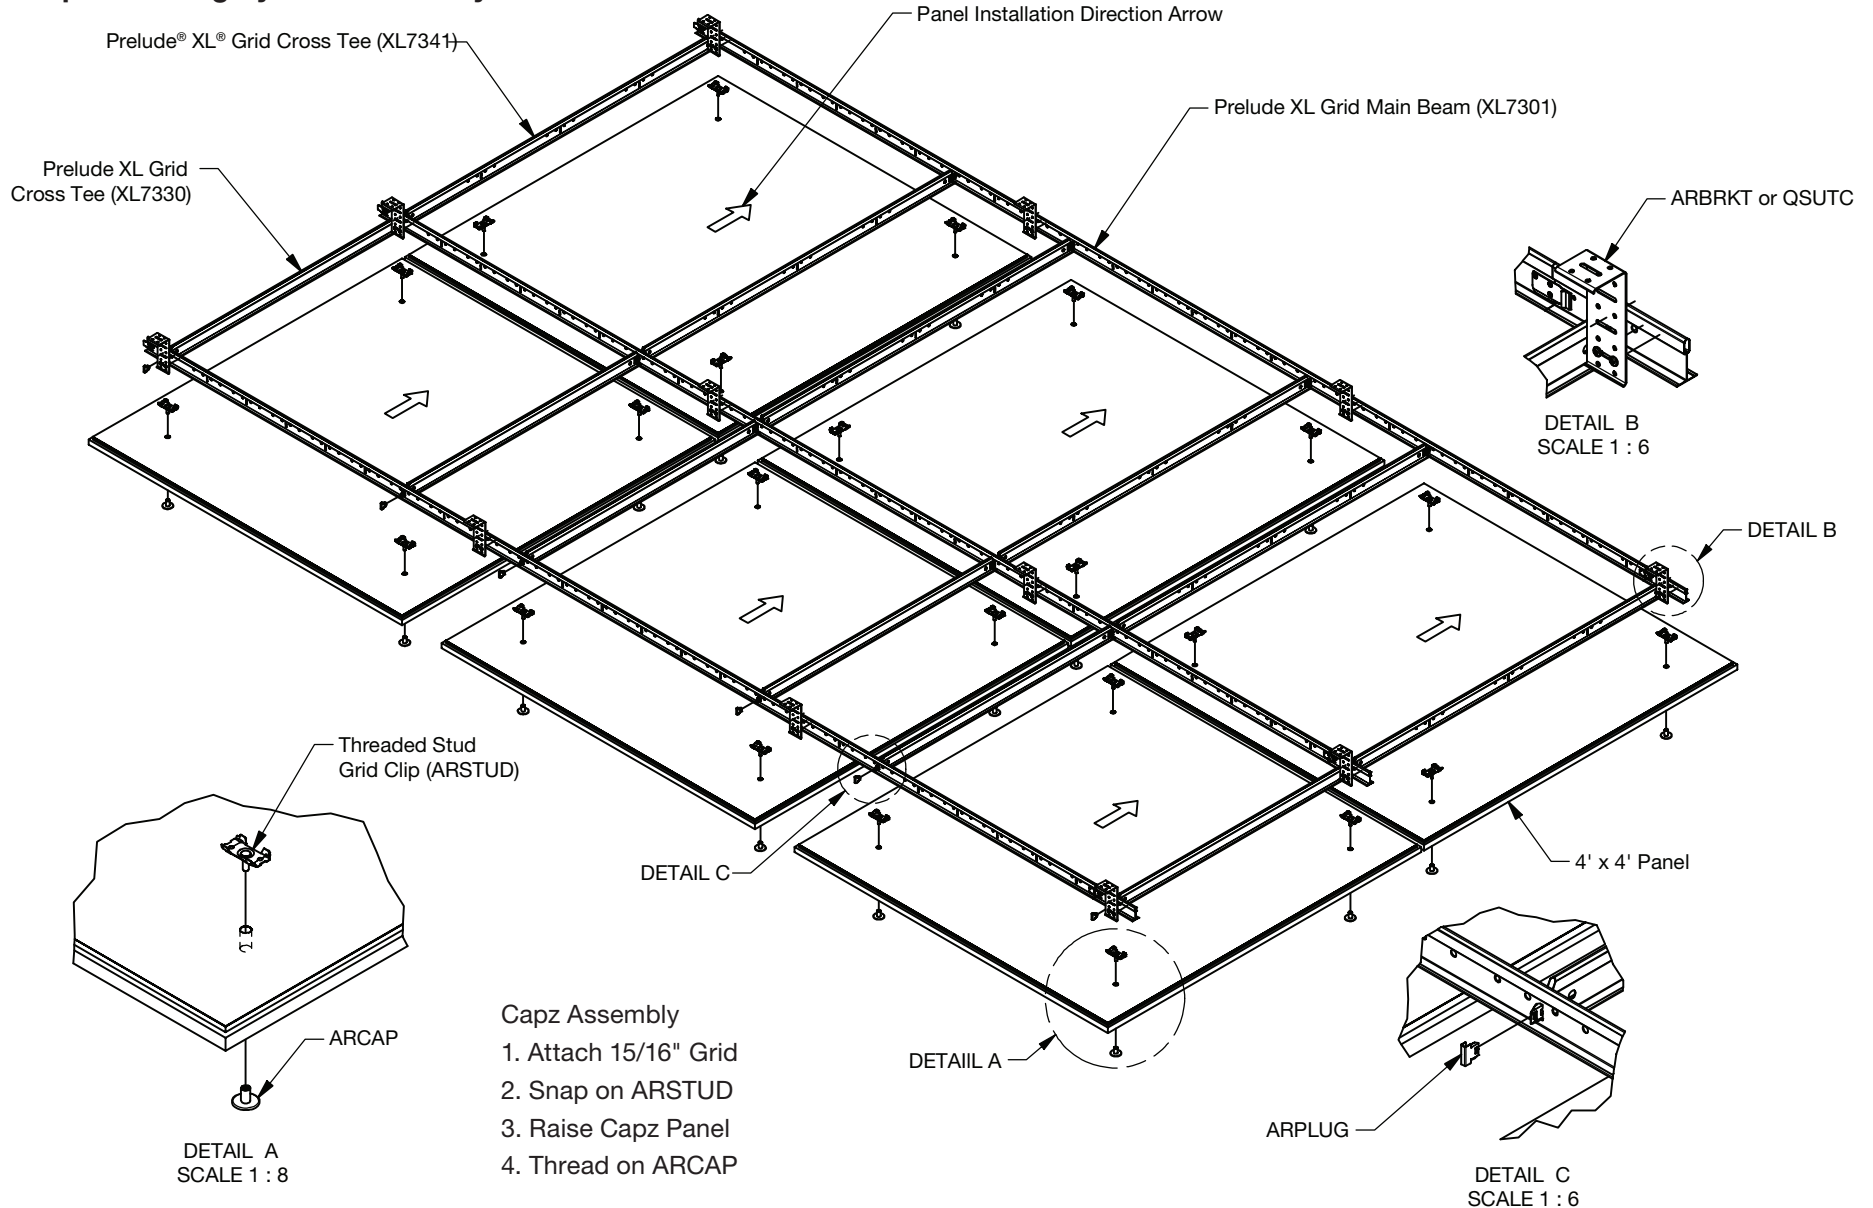 Panel Installation Direction Arrow
Prelude® XL® Grid Cross Tee (XL7341)
Prelude XL Grid Main Beam (XL7301)
Prelude XL Grid
Cross Tee (XL7330)
ARBRKT or QSUTC
DETAIL B
SCALE 1 : 6
DETAIL B
Threaded Stud
Grid Clip (ARSTUD)
DETAIL C
4' x 4' Panel
ARCAP
DETAIIL A
Capz Assembly
1. Attach 15/16" Grid
2. Snap on ARSTUD
3. Raise Capz Panel
4. Thread on ARCAP
ARPLUG
DETAIL A
SCALE 1 : 8
DETAIL C
SCALE 1 : 6